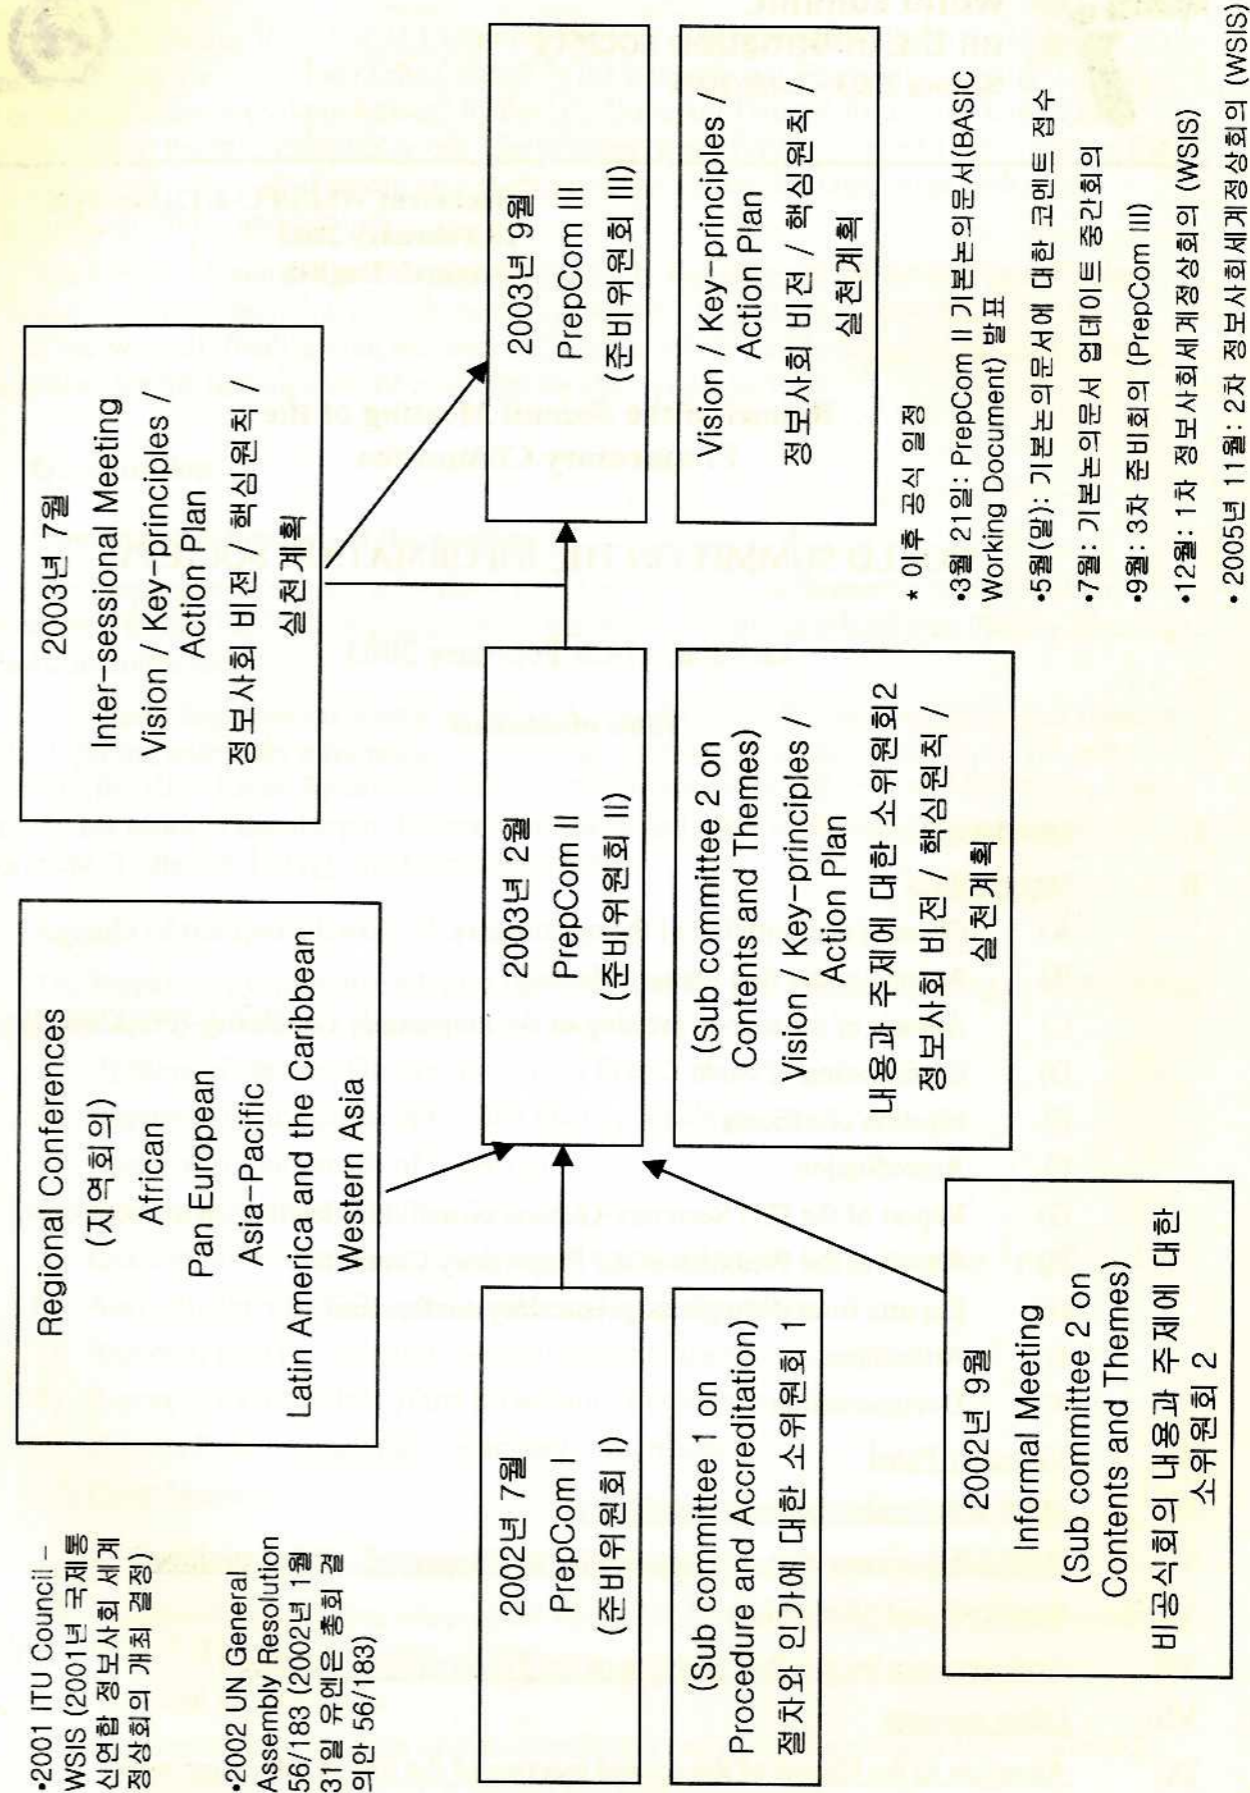 •2001 ITU Council –
WSIS (2001년 국제통
신연합 정보사회 세계
정상회의 개최 결정)
•2002 UN General
Assembly Resolution
56/183 (2002년 1월
31일 유엔은 총회 결
의안 56/183)
Regional Conferences
(지역회의)
African
Pan-European
Asia-Pacific
Latin America and the Caribbean
Western Asia
2003년 7월
Inter-sessional Meeting
Vision / Key principles /
Action Plan
정보사회 비전 / 핵심원칙 /
실천계획
2002년 7월
PrepCom I
(준비위원회 I)
(Sub committee 1 on
Procedure and Accreditation)
절차와 인가에 대한 소위원회 1
2003년 2월
PrepCom II
(준비위원회 II)
(Sub committee 2 on
Contents and Themes)
Vision / Key-principles /
Action Plan
내용과 주제에 대한 소위원회2
정보사회 비전 / 핵심원칙 /
실천계획
2003년 9월
PrepCom III
(준비위원회 III)
Vision / Key-principles /
Action Plan
정보사회 비전 / 핵심원칙 /
실천계획
2002년 9월
Informal Meeting
(Sub committee 2 on
Contents and Themes)
비공식회의 내용과 주제에 대한
소위원회 2
* 이후 공식 일정
•3월 21일: PrepCom II 기본논의문서(BASIC
Working Document) 발표
•5월(말): 기본논의문서에 대한 코멘트 접수
•7월: 기본논의문서 업데이트 중간회의
•9월: 3차 준비회의 (PrepCom III)
•12월: 1차 정보사회세계정상회의 (WSIS)
• 2005년 11월: 2차 정보사회세계정상회의 (WSIS)